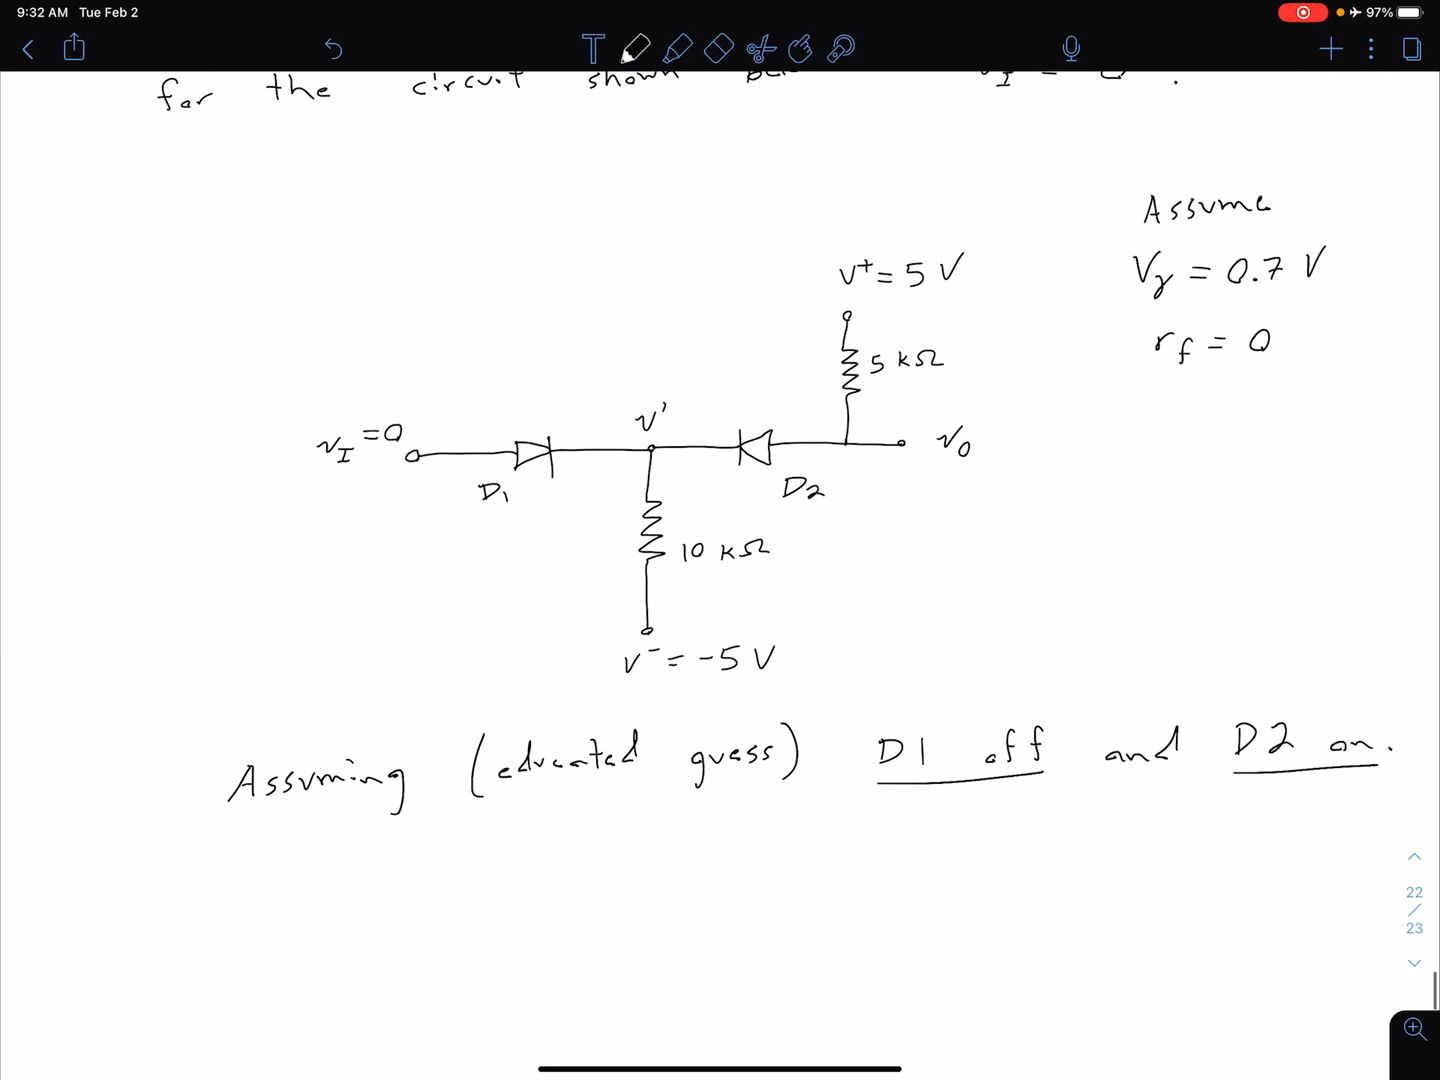 9:32 AM Tue Feb 2
97%
for the circuit shown
Assume
V+ = 5 V
Vγ = 0.7 V
rf = 0
5 kΩ
vI = 0
v'
vO
D1
D2
10 kΩ
v- = -5 V
Assuming (educated guess) D1 off and D2 on.
22
/
23